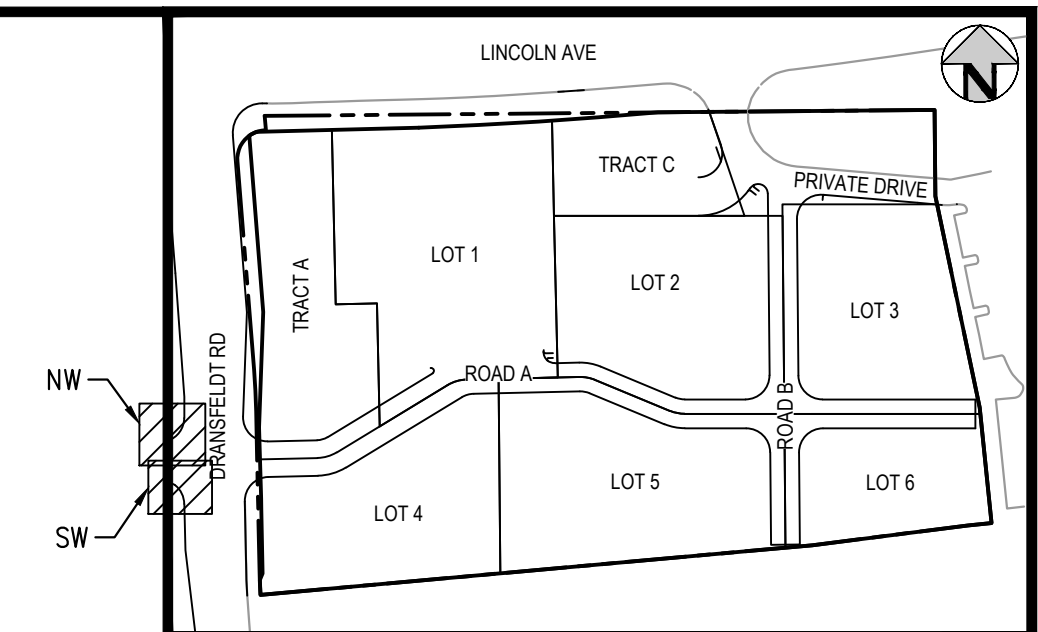 LINCOLN AVE
N
TRACT C
PRIVATE DRIVE
LOT 1
LOT 2
TRACT A
LOT 3
DRANSFELDT RD
ROAD A
NW
ROAD B
LOT 5
LOT 6
LOT 4
SW